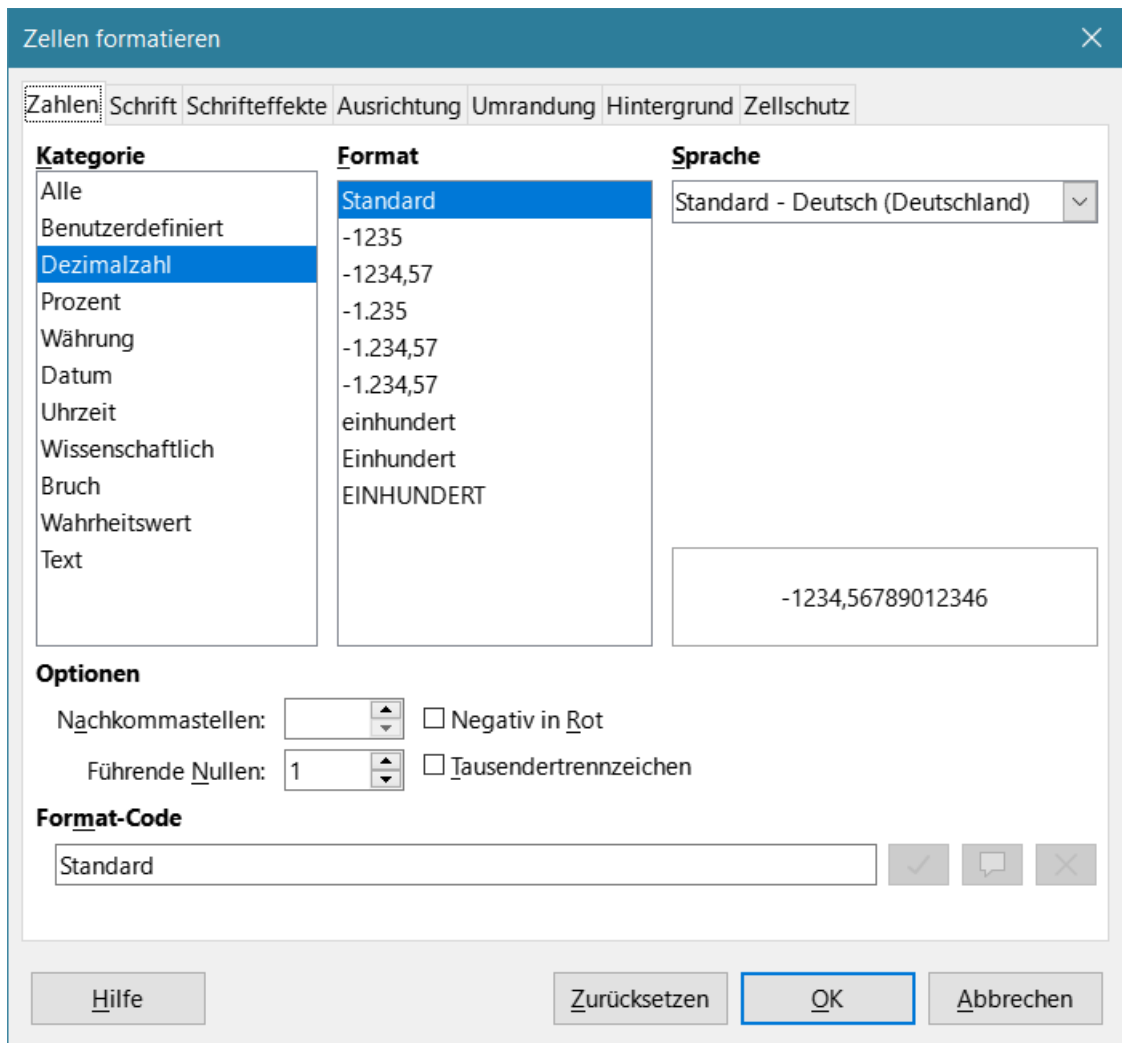 Zellen formatieren
Zahlen Schrift Schrifteffekte Ausrichtung Umrandung Hintergrund Zellschutz
Kategorie
Alle
Benutzerdefiniert
Dezimalzahl
Prozent
Währung
Datum
Uhrzeit
Wissenschaftlich
Bruch
Wahrheitswert
Text
Format
Standard
-1235
-1234,57
-1.235
-1.234,57
-1.234,57
einhundert
Einhundert
EINHUNDERT
Sprache
Standard - Deutsch (Deutschland)
-1234,56789012346
Optionen
Nachkommastellen:
Negativ in Rot
Führende Nullen: 1
Tausendertrennzeichen
Format-Code
Standard
Hilfe Zurücksetzen OK Abbrechen